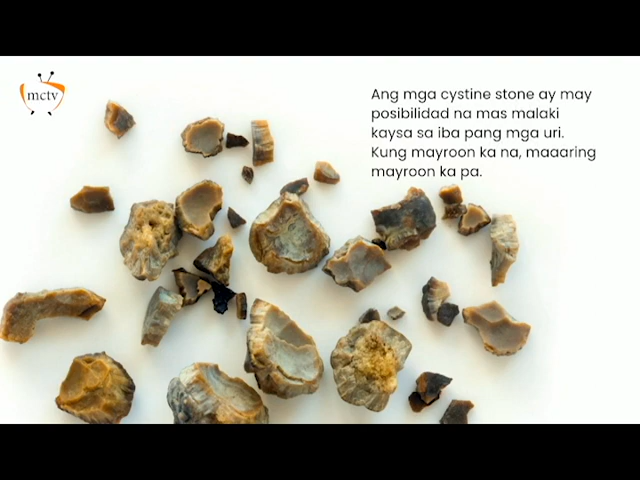 mctv
Ang mga cystine stone ay may
posibilidad na mas malaki
kaysa sa iba pang mga uri.
Kung mayroon ka na, maaaring
mayroon ka pa.